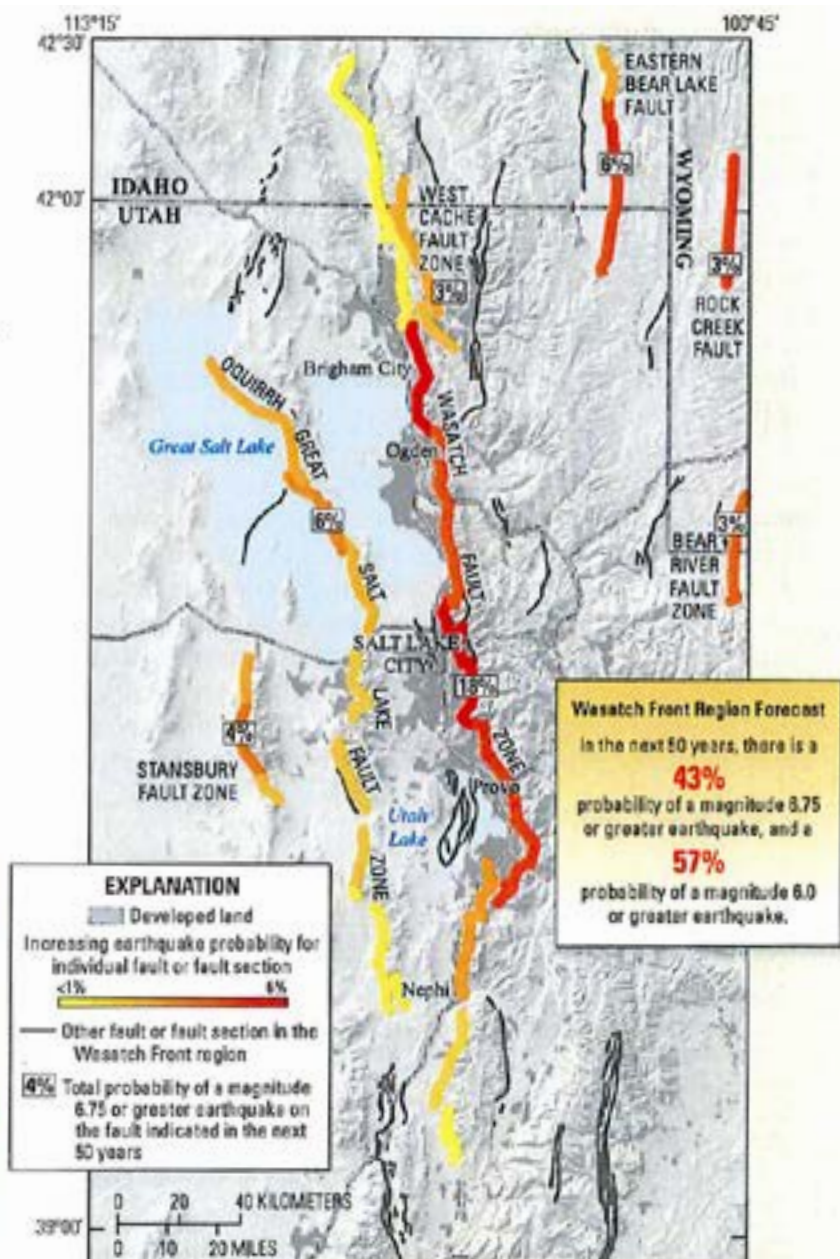 113°15'
100°45'
42°30'
EASTERN
BEAR LAKE
FAULT
6%
IDAHO
UTAH
42°00'
WYOMING
WEST
CACHE
FAULT
ZONE
3%
3%
ROCK
CREEK
FAULT
Brigham City
OQUIRRH – GREAT SALT LAKE FAULT ZONE
WASATCH FAULT ZONE
Great Salt Lake
Ogden
6%
3%
BEAR
RIVER
FAULT
ZONE
SALT LAKE
CITY
18%
4%
STANSBURY
FAULT ZONE
Provo
Utah
Lake
Nephi
Wasatch Front Region Forecast
In the next 50 years, there is a
43%
probability of a magnitude 6.75
or greater earthquake, and a
57%
probability of a magnitude 6.0
or greater earthquake.
EXPLANATION
Developed land
Increasing earthquake probability for
individual fault or fault section
<1% 6%
Other fault or fault section in the
Wasatch Front region
4% Total probability of a magnitude
6.75 or greater earthquake on
the fault indicated in the next
50 years
0 20 40 KILOMETERS
0 10 20 MILES
39°00'